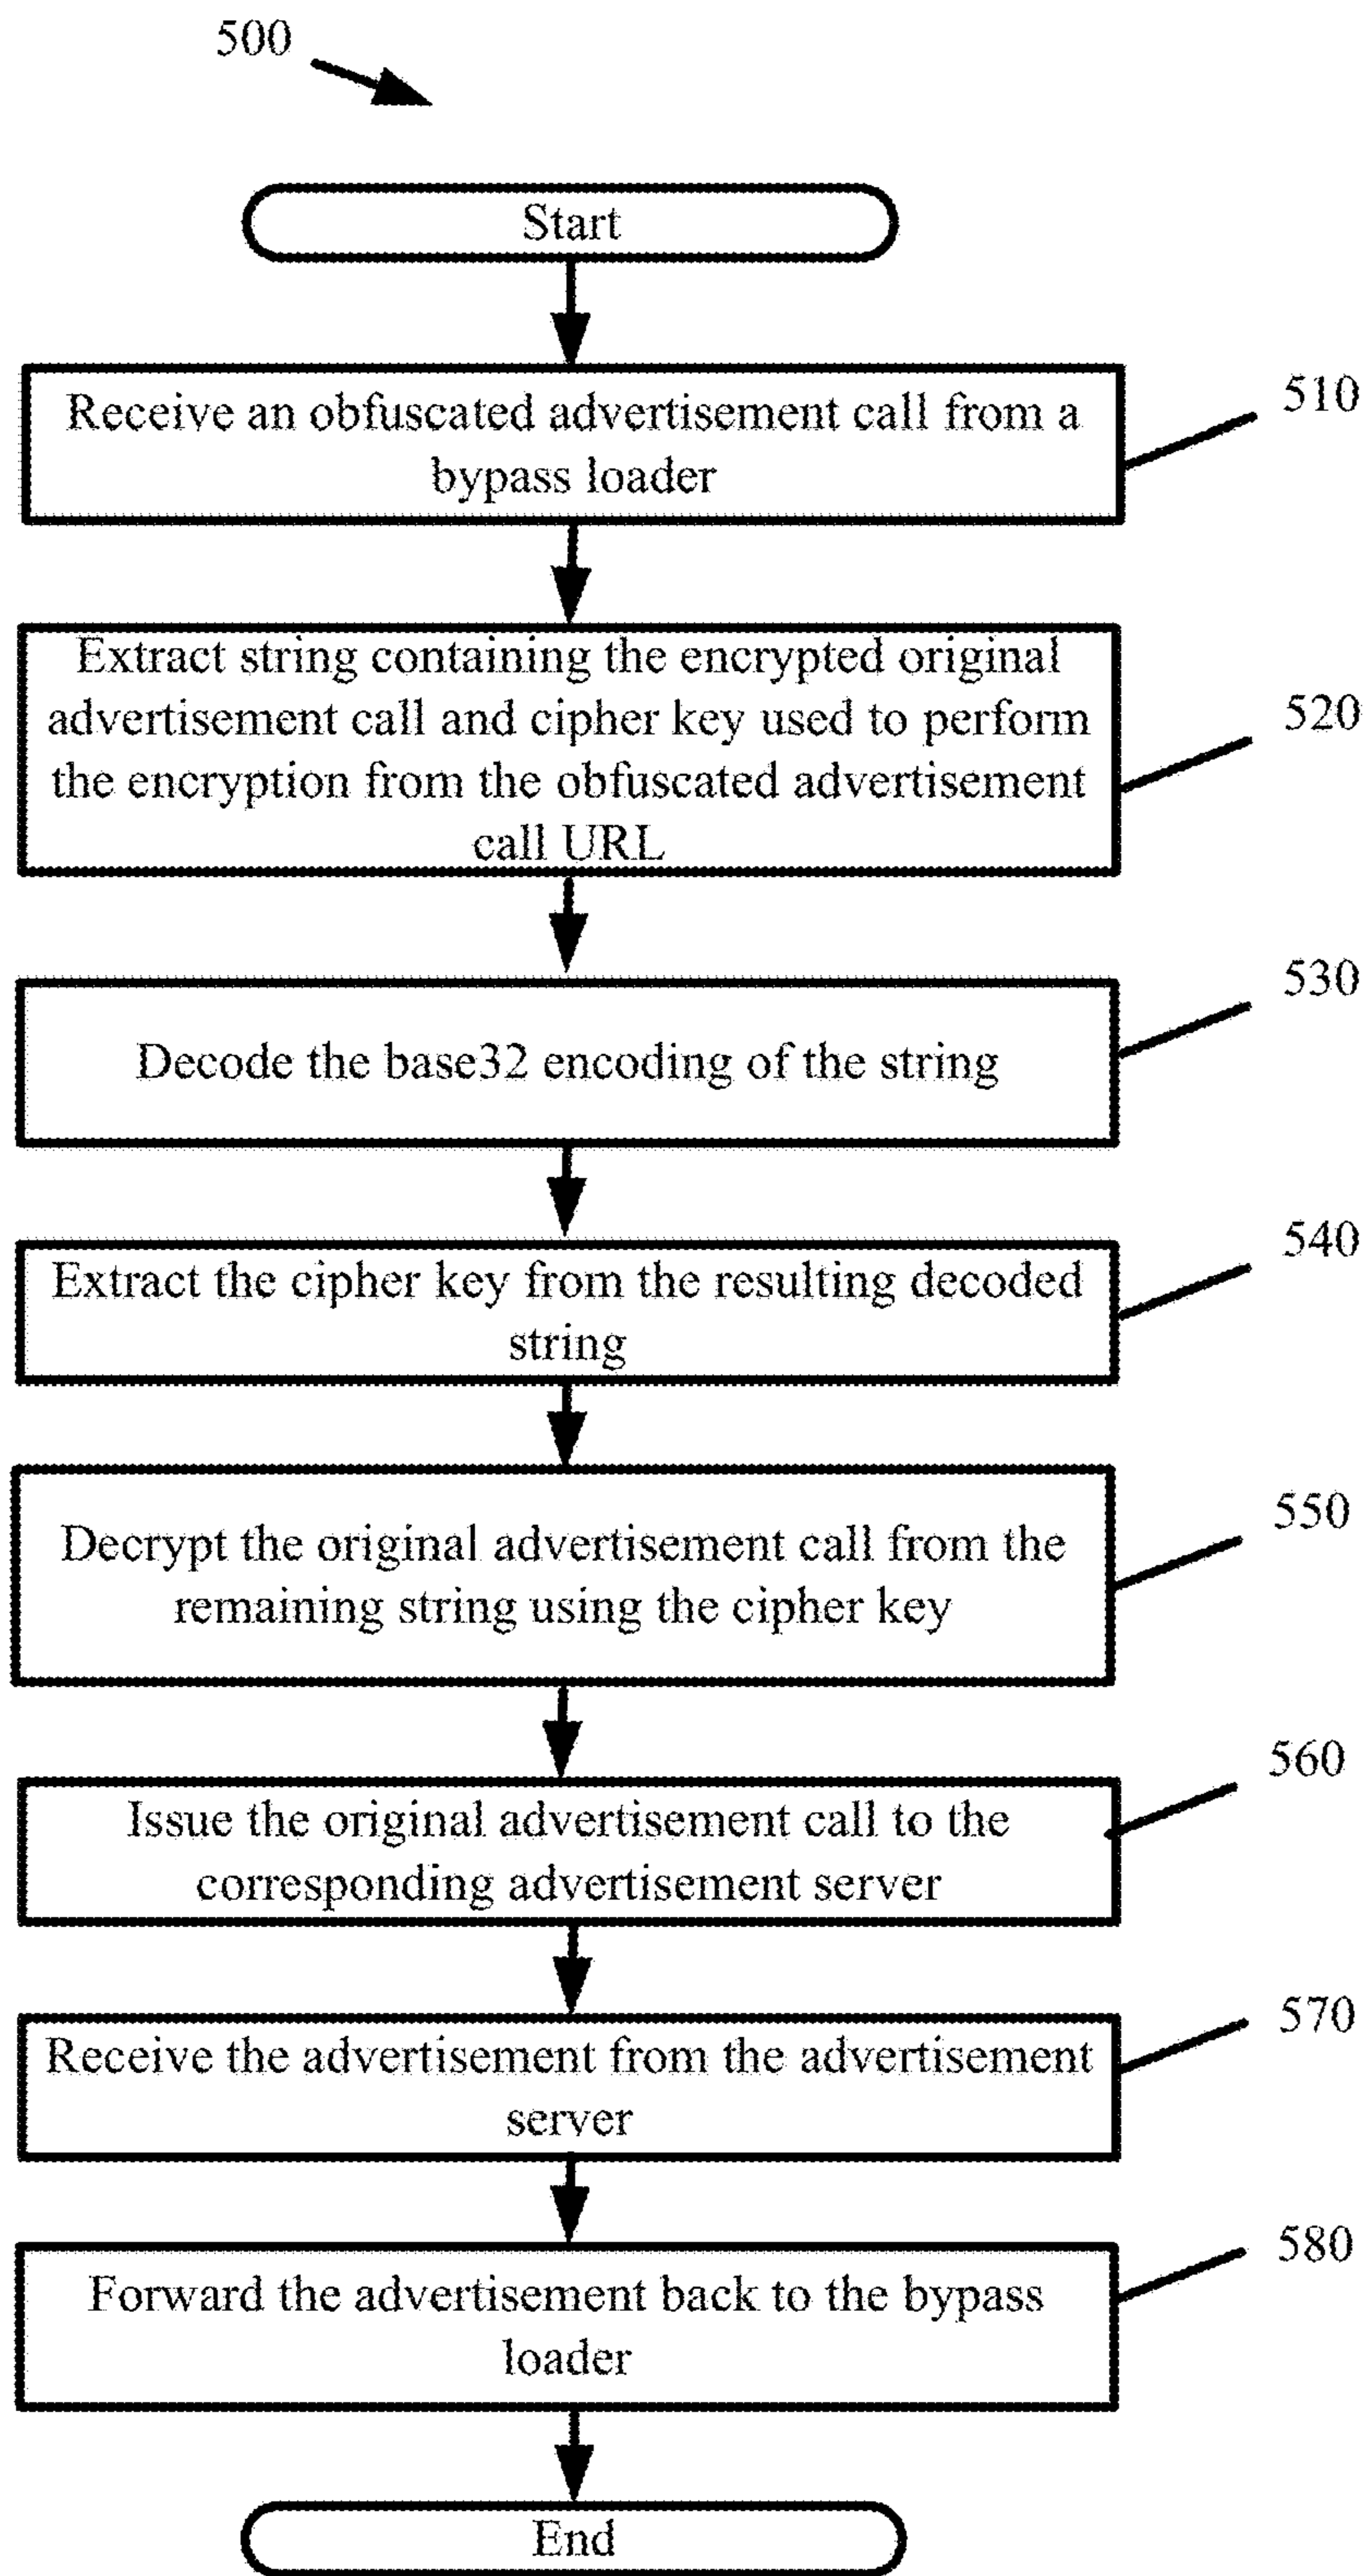 500
Start
Receive an obfuscated advertisement call from a
bypass loader
510
Extract string containing the encrypted original
advertisement call and cipher key used to perform
the encryption from the obfuscated advertisement
call URL
520
Decode the base32 encoding of the string
530
Extract the cipher key from the resulting decoded
string
540
Decrypt the original advertisement call from the
remaining string using the cipher key
550
Issue the original advertisement call to the
corresponding advertisement server
560
Receive the advertisement from the advertisement
server
570
Forward the advertisement back to the bypass
loader
580
End